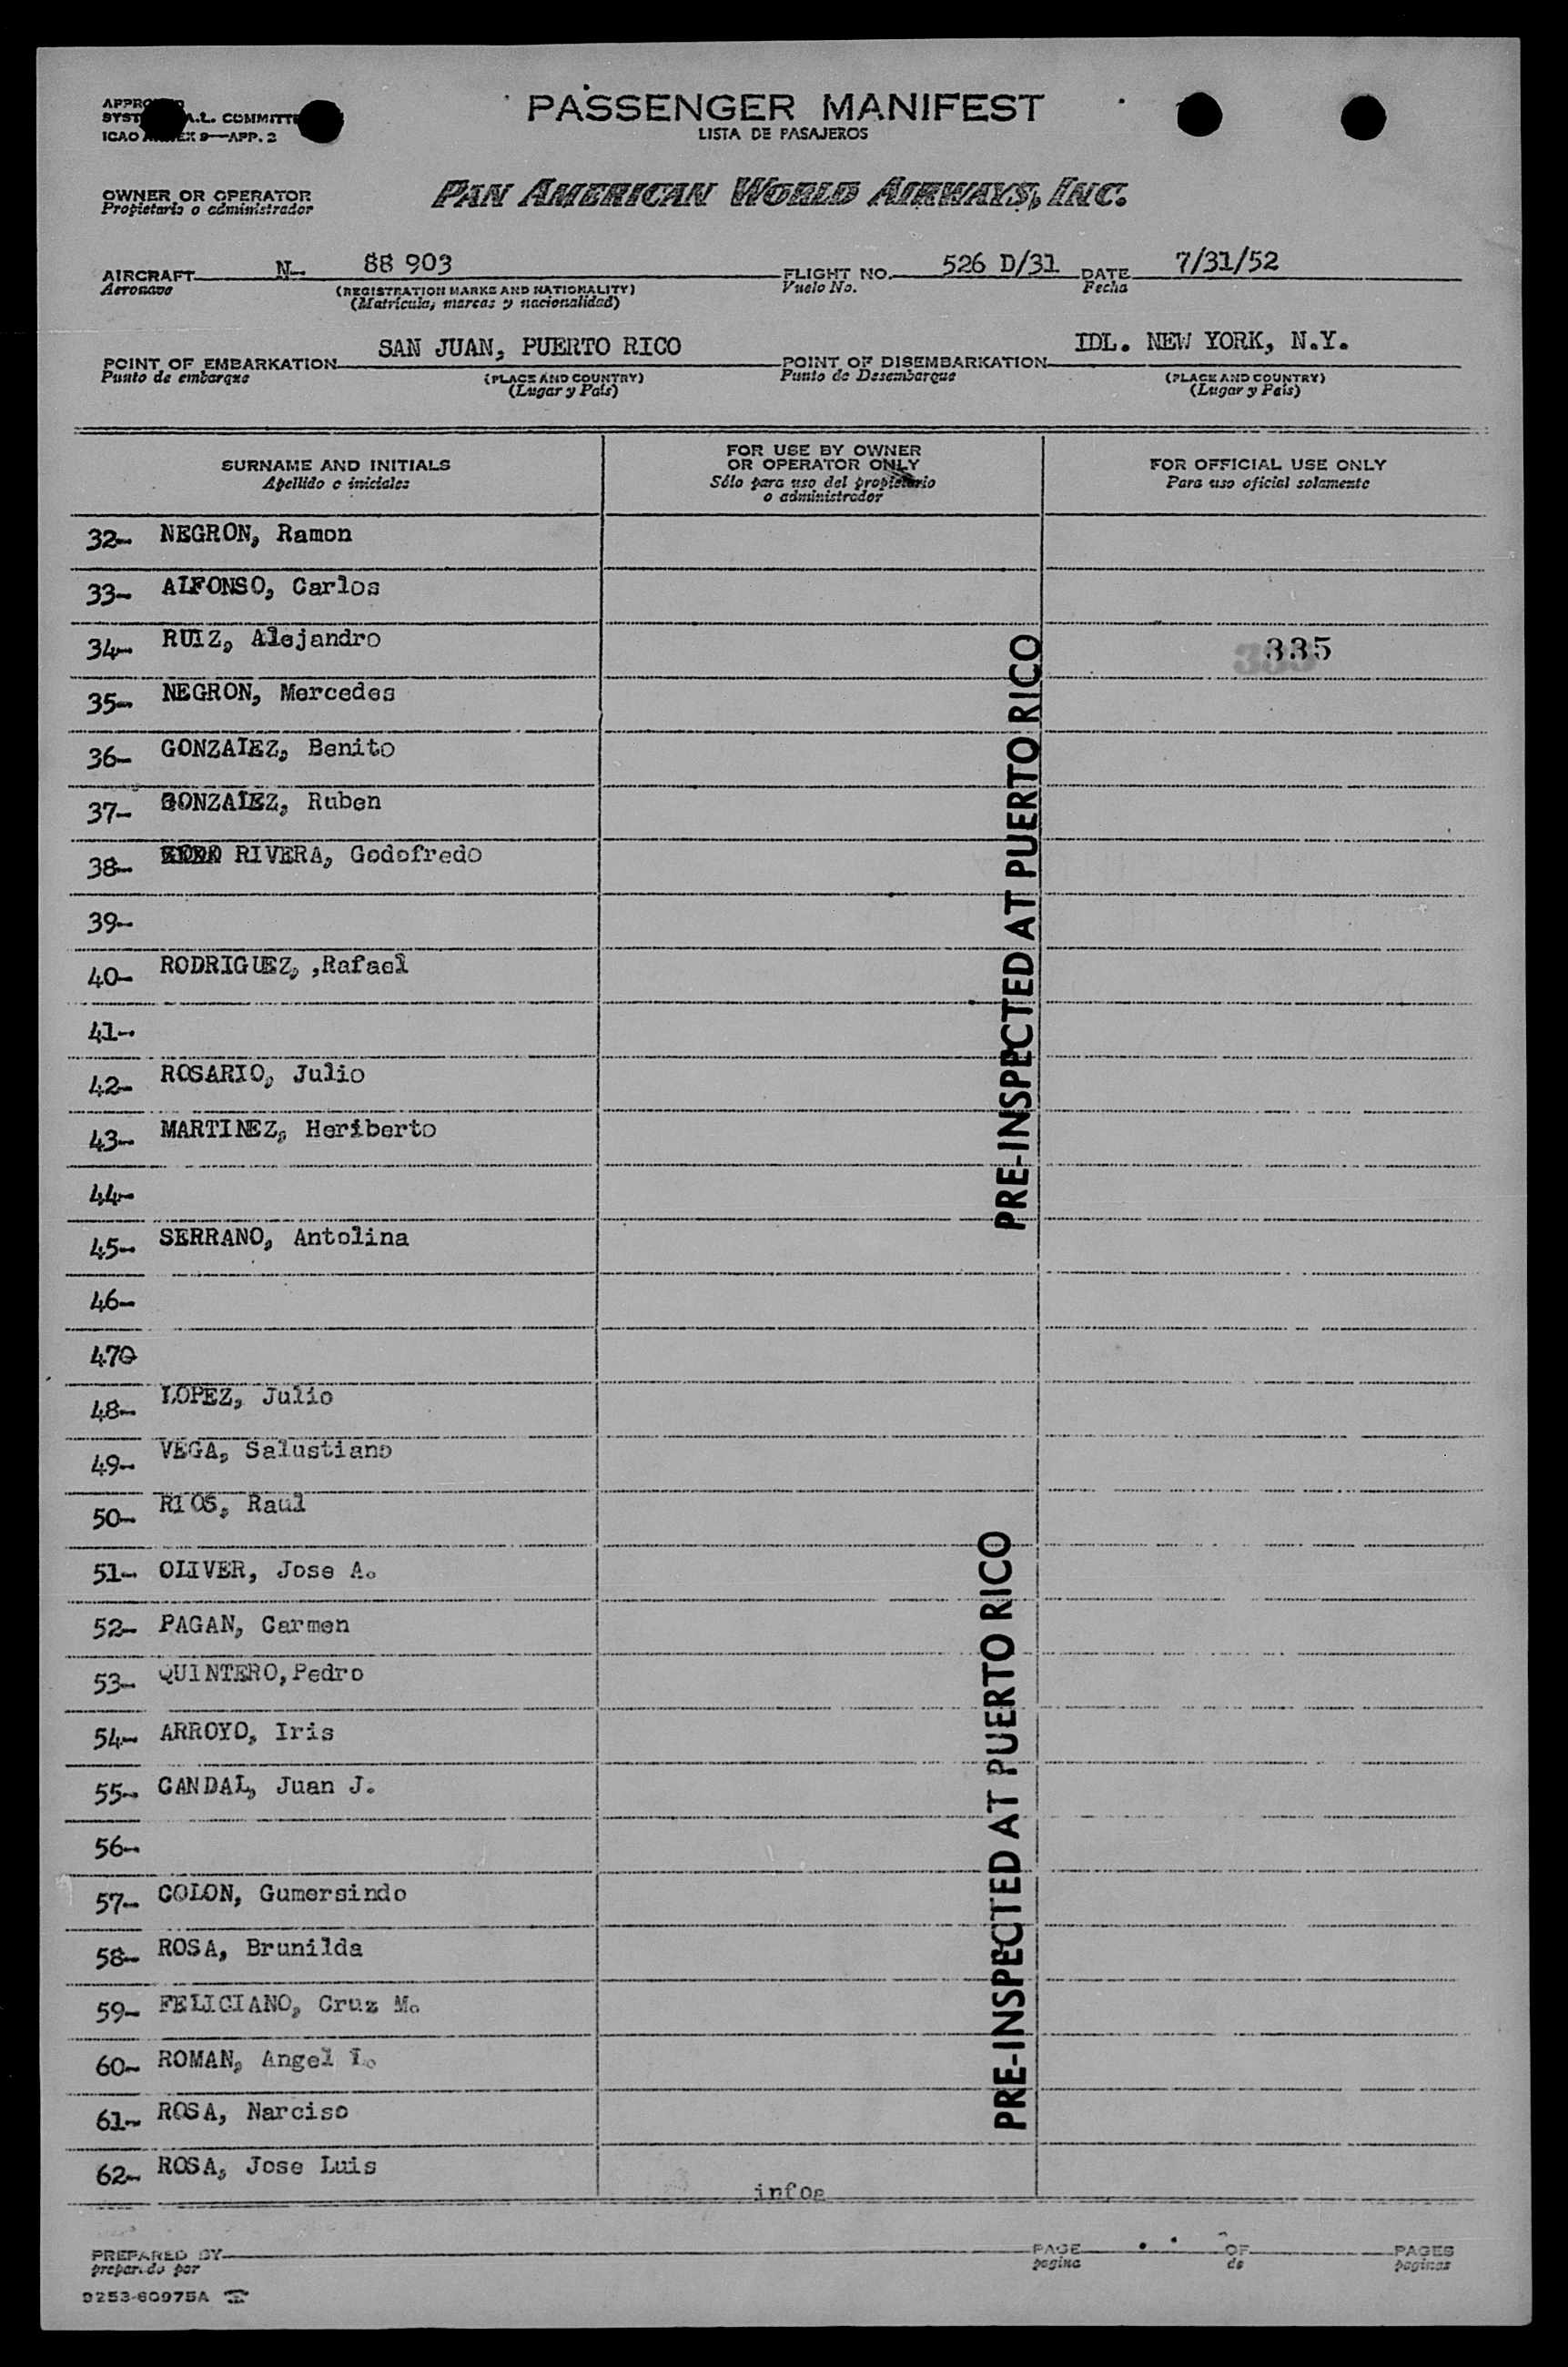 PASSENGER MANIFEST
LISTA DE PASAJEROS
A.L.
ICAO 9—APP. 2
OWNER OR OPERATOR
Propietario o administrador
PAN AMERICAN WORLD AIRWAYS, INC.
AIRCRAFT N- 88 903 FLIGHT NO. 526 D/31 DATE 7/31/52
Aeronave (REGISTRATION MARKS AND NATIONALITY) Vuelo No. Fecha
(Matrícula, marcas y nacionalidad)
POINT OF EMBARKATION SAN JUAN, PUERTO RICO POINT OF DISEMBARKATION IDL. NEW YORK, N.Y.
Punto de embarque (PLACE AND COUNTRY) Punto de Desembarque (PLACE AND COUNTRY)
(Lugar y País) (Lugar y País)
SURNAME AND INITIALS
Apellido e iniciales
FOR USE BY OWNER
OR OPERATOR ONLY
Sólo para uso del propietario
o administrador
FOR OFFICIAL USE ONLY
Para uso oficial solamente
32- NEGRON, Ramon
33- ALFONSO, Carlos
34- RUIZ, Alejandro 335
35- NEGRON, Mercedes
36- GONZALEZ, Benito
37- GONZALEZ, Ruben
38- RIVERA, Godofredo
39-
40- RODRIGUEZ, ,Rafael
41-
42- ROSARIO, Julio
43- MARTINEZ, Heriberto
44-
45- SERRANO, Antolina
46-
470
48- LOPEZ, Julio
49- VEGA, Salustiano
50- RIOS, Raul
51- OLIVER, Jose A.
52- PAGAN, Carmen
53- QUINTERO,Pedro
54- ARROYO, Iris
55- GANDAL, Juan J.
56-
57- COLON, Gumersindo
58- ROSA, Brunilda
59- FELICIANO, Cruz M.
60- ROMAN, Angel L.
61- ROSA, Narciso
62- ROSA, Jose Luis
PRE-INSPECTED AT PUERTO RICO
PRE-INSPECTED AT PUERTO RICO
PREPARED BY PAGE OF PAGES
preparado por pagina de paginas
9253-60975A